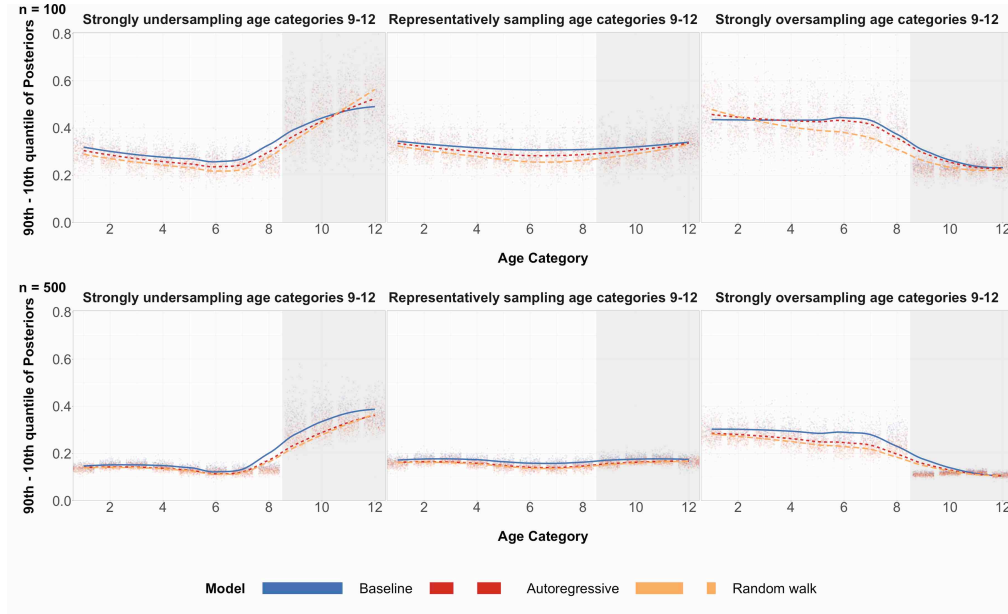 n = 100
Strongly undersampling age categories 9-12 Representatively sampling age categories 9-12 Strongly oversampling age categories 9-12
90th - 10th quantile of Posteriors
0.8
0.6
0.4
0.2
0.0
2 4 6 8 10 12 2 4 6 8 10 12 2 4 6 8 10 12
Age Category
n = 500
Strongly undersampling age categories 9-12 Representatively sampling age categories 9-12 Strongly oversampling age categories 9-12
90th - 10th quantile of Posteriors
0.8
0.6
0.4
0.2
0.0
2 4 6 8 10 12 2 4 6 8 10 12 2 4 6 8 10 12
Age Category
Model Baseline Autoregressive Random walk